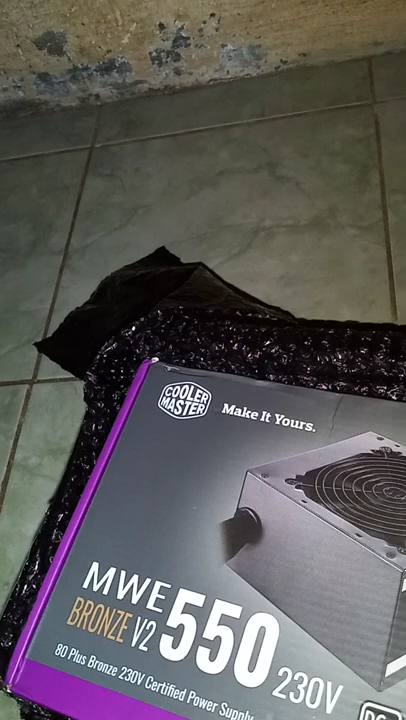 COOLER
MASTER
Make It Yours.
MWE
BRONZE V2
550
230V
80 Plus Bronze 230V Certified Power Supply